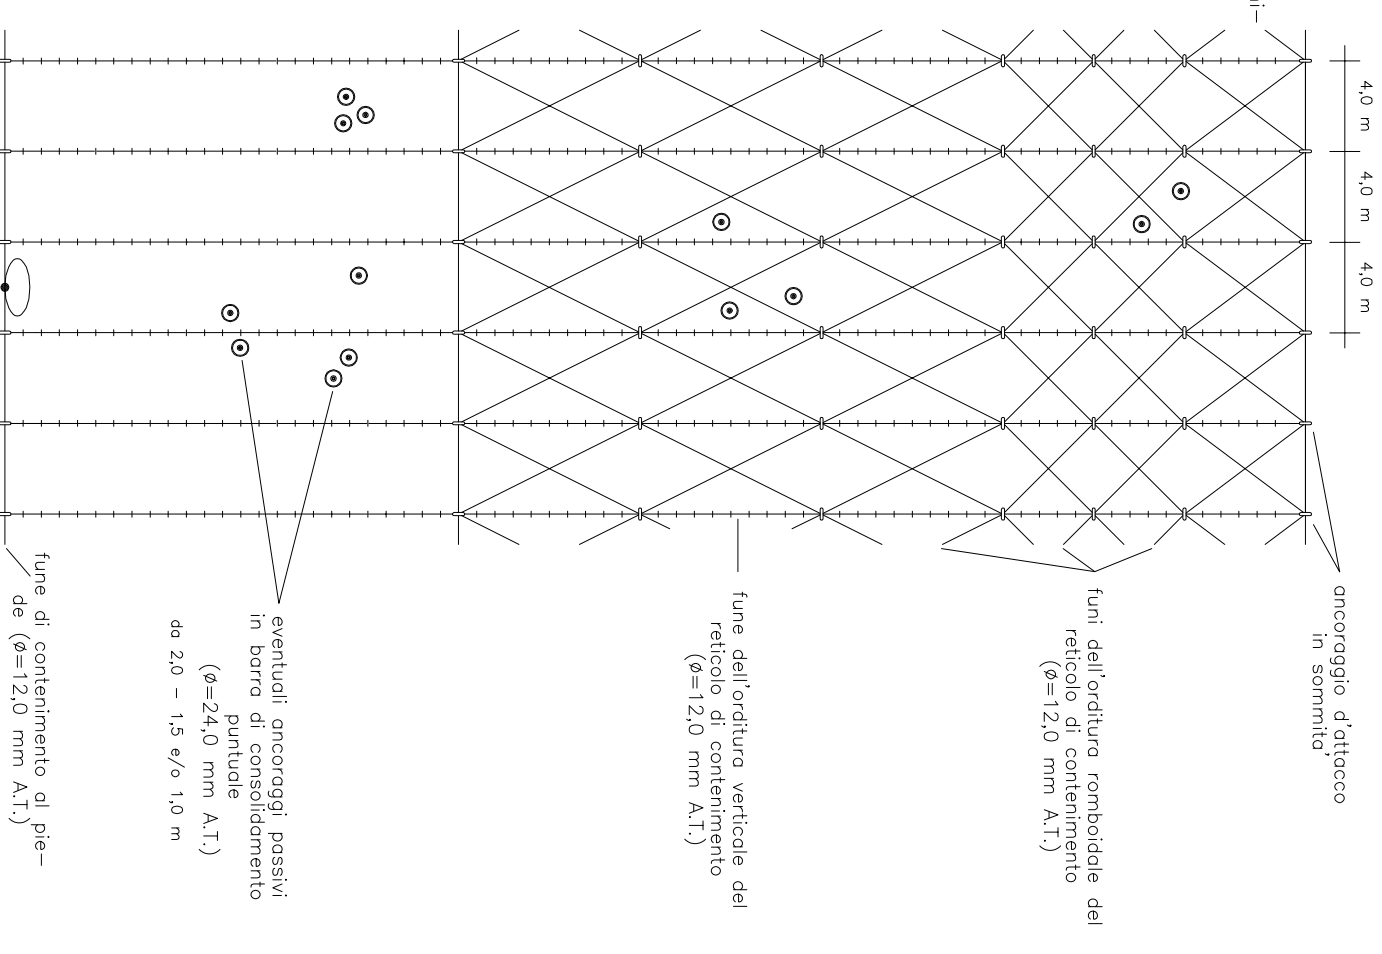 4,0 m
4,0 m
4,0 m
ancoraggio d'attacco
in sommita'
funi dell'orditura romboidale del
reticolo di contenimento
(ø=12,0 mm A.T.)
fune dell'orditura verticale del
reticolo di contenimento
(ø=12,0 mm A.T.)
eventuali ancoraggi passivi
in barra di consolidamento
puntuale
(ø=24,0 mm A.T.)
da 2,0 – 1,5 e/o 1,0 m
fune di contenimento al pie–
de (ø=12,0 mm A.T.)